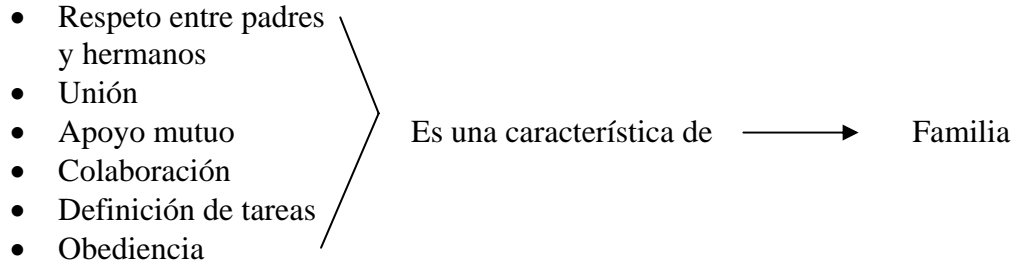 • Respeto entre padres
y hermanos
• Unión
• Apoyo mutuo
• Colaboración
• Definición de tareas
• Obediencia
Es una característica de
Familia